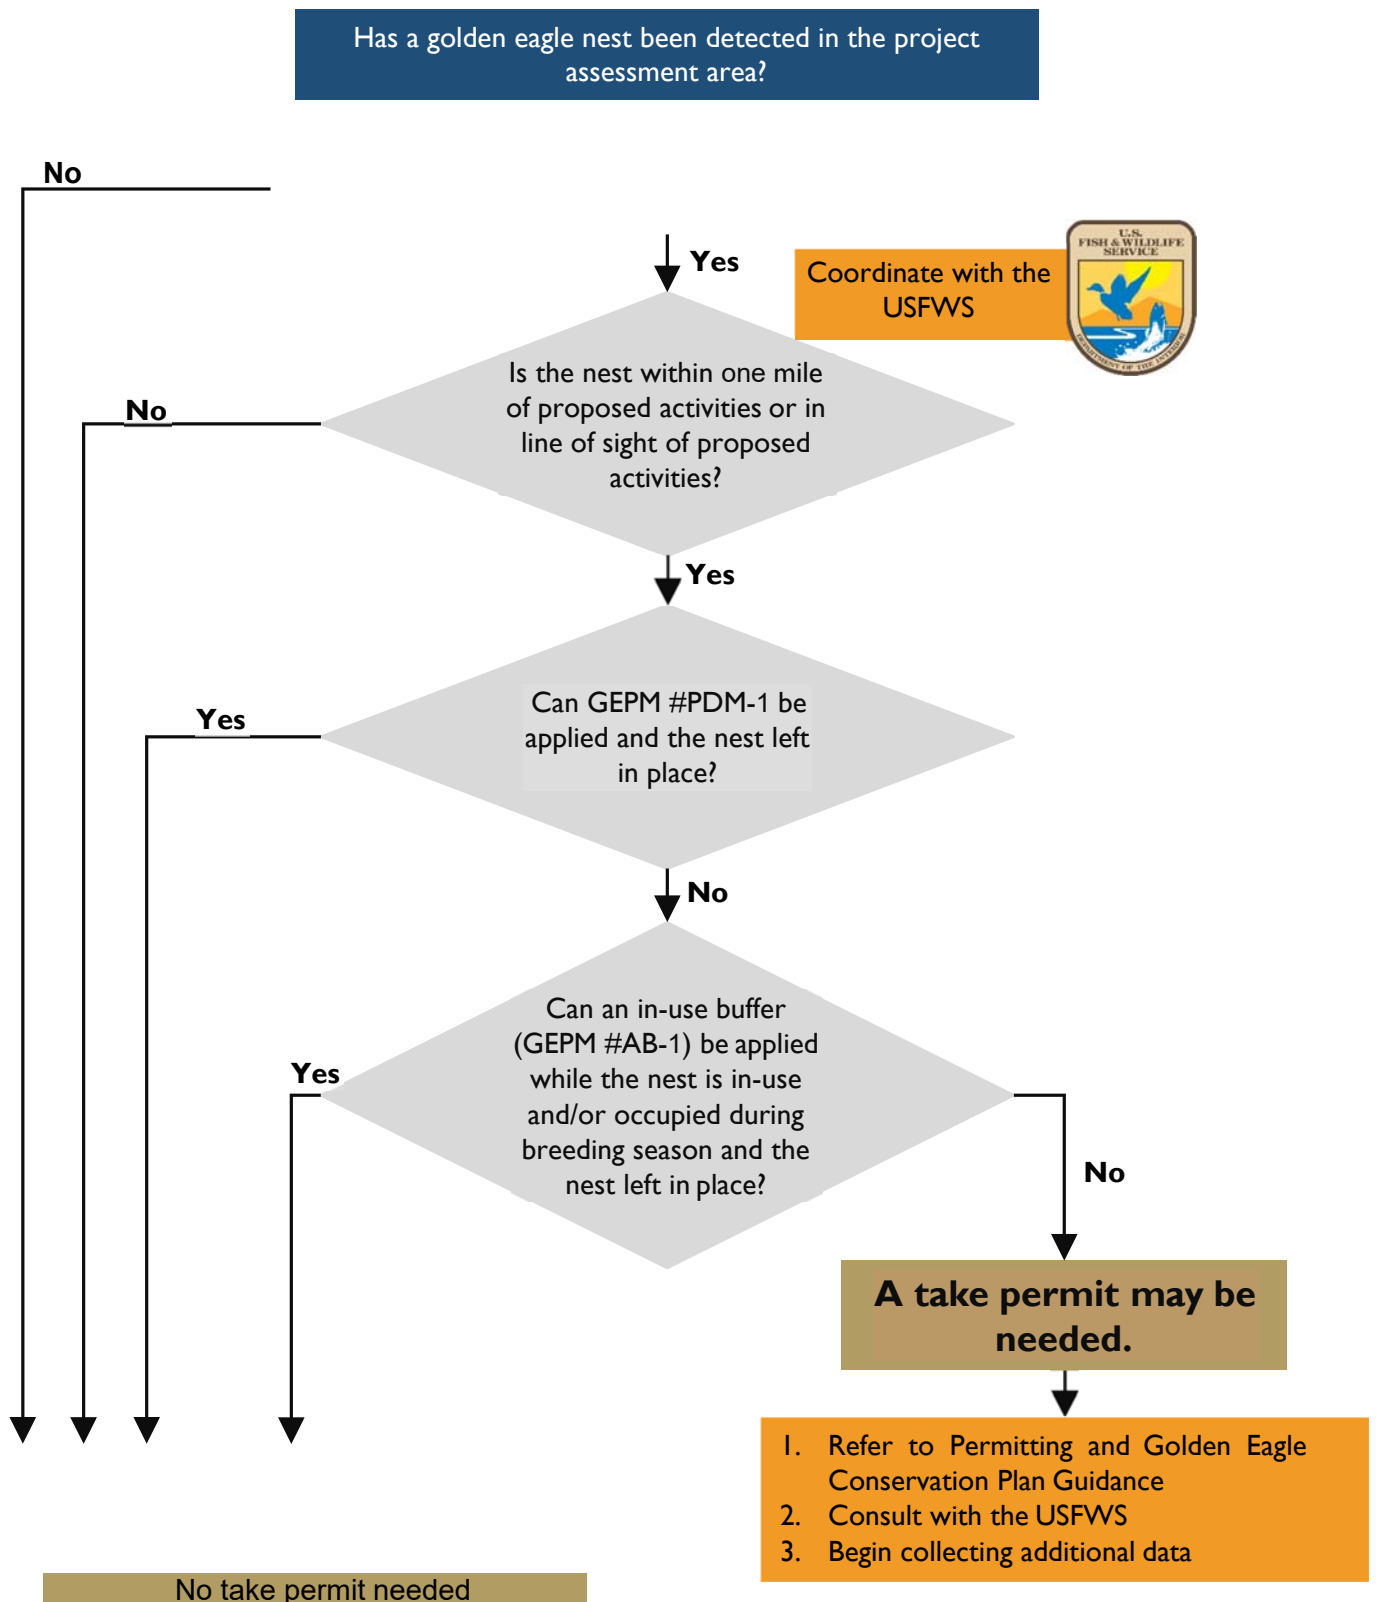 Has a golden eagle nest been detected in the project
assessment area?
No
Yes
Coordinate with the
USFWS
U.S.
FISH & WILDLIFE
SERVICE
DEPARTMENT OF THE INTERIOR
Is the nest within one mile
of proposed activities or in
line of sight of proposed
activities?
No
Yes
Can GEPM #PDM-1 be
applied and the nest left
in place?
Yes
No
Can an in-use buffer
(GEPM #AB-1) be applied
while the nest is in-use
and/or occupied during
breeding season and the
nest left in place?
Yes
No
A take permit may be
needed.
1. Refer to Permitting and Golden Eagle
Conservation Plan Guidance
2. Consult with the USFWS
3. Begin collecting additional data
No take permit needed